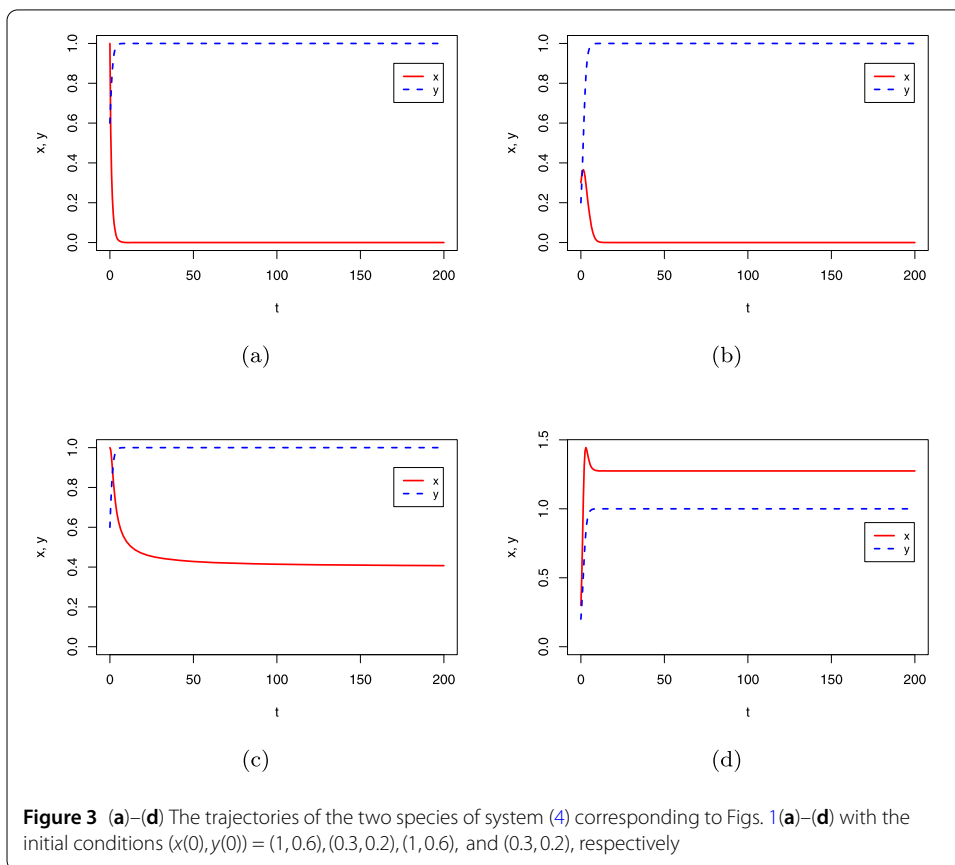 1.0
0.8
0.6
0.4
0.2
0.0
x, y
x
y
0 50 100 150 200
t
(a)
1.0
0.8
0.6
0.4
0.2
0.0
x, y
x
y
0 50 100 150 200
t
(b)
1.0
0.8
0.6
0.4
0.2
0.0
x, y
x
y
0 50 100 150 200
t
(c)
1.5
1.0
0.5
0.0
x, y
x
y
0 50 100 150 200
t
(d)
Figure 3 (a)–(d) The trajectories of the two species of system (4) corresponding to Figs. 1(a)–(d) with the
initial conditions (x(0), y(0)) = (1, 0.6), (0.3, 0.2), (1, 0.6), and (0.3, 0.2), respectively